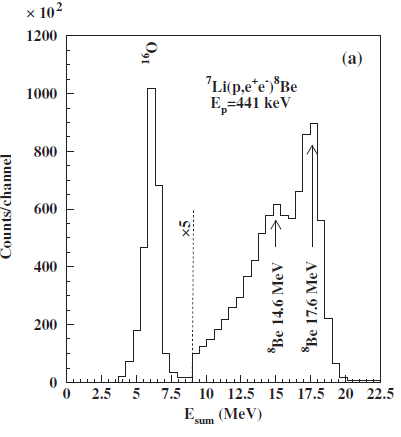 × 10²
1200
1000
800
600
400
200
0
Counts/channel
¹⁶O
(a)
⁷Li(p,e⁺e⁻)⁸Be
Eₚ=441 keV
×5
⁸Be 14.6 MeV
⁸Be 17.6 MeV
0 2.5 5 7.5 10 12.5 15 17.5 20 22.5
E_sum (MeV)